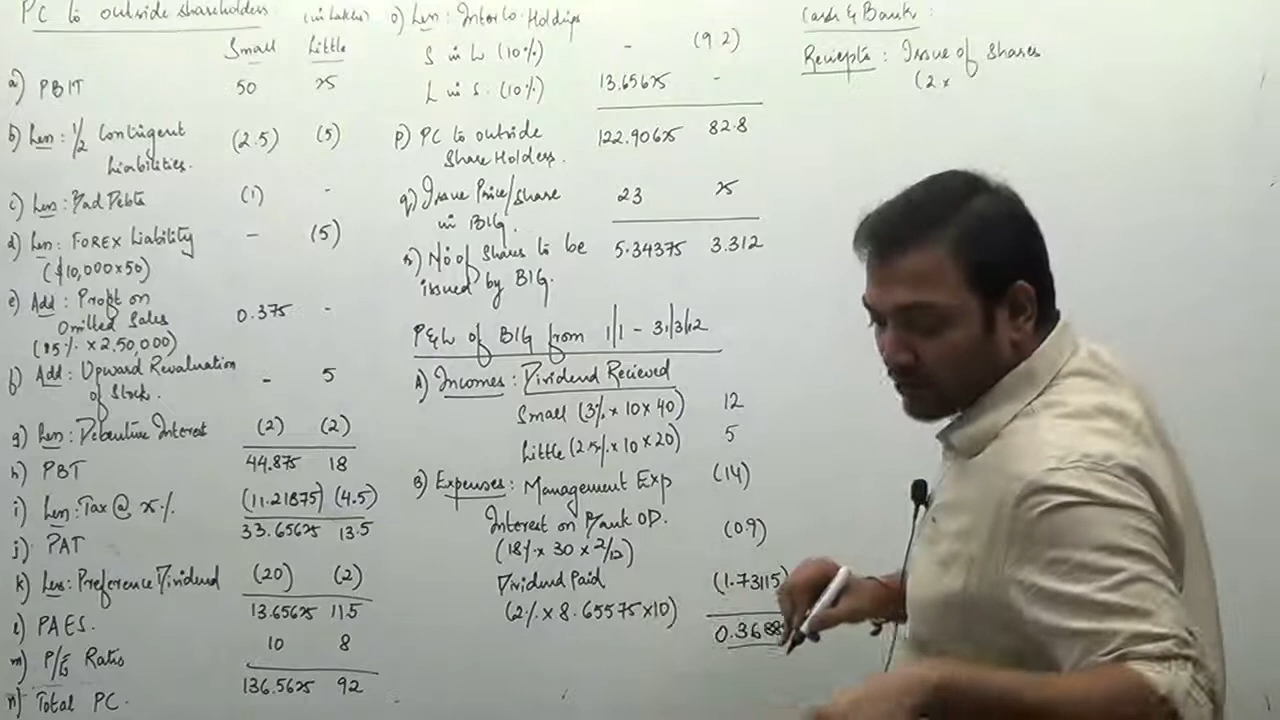 PC to outside shareholders
(in Lakhs)
Small Little
a) PBIT 50 25
b) Less: 1/2 Contingent Liabilities. (2.5) (5)
c) Less: Bad Debts (1) -
d) Less: FOREX Liability - (5)
($10,000x50)
e) Add: Profit on Omitted Sales 0.375 -
(15% x 2,50,000)
f) Add: Upward Revaluation of Stock. - 5
g) Less: Debenture Interest (2) (2)
h) PBT 44.875 18
i) Less: Tax @ 25% (11.21875) (4.5)
j) PAT 33.65625 13.5
k) Less: Preference Dividend (20) (2)
l) PAES. 13.65625 11.5
m) P/E Ratio 10 8
n) Total PC. 136.5625 92
o) Less: Inter Co. Holdings
S in L (10%) - (9.2)
L in S. (10%) 13.65625 -
p) PC to outside Share Holders. 122.90625 82.8
q) Issue Price/Share in BIG. 23 25
r) No of Shares to be issued by BIG. 5.34375 3.312
P&L of BIG from 1/1 - 31/3/12
A) Incomes: Dividend Recieved
Small (3% x 10 x 40) 12
Little (2.5% x 10 x 20) 5
B) Expenses: Management Exp (14)
Interest on Bank OD. (0.9)
(18% x 30 x 2/12)
Dividend Paid (1.73115)
(2% x 8.65575 x 10)
0.3688
Cash & Bank:
Reciepts: Issue of Shares
(2 x